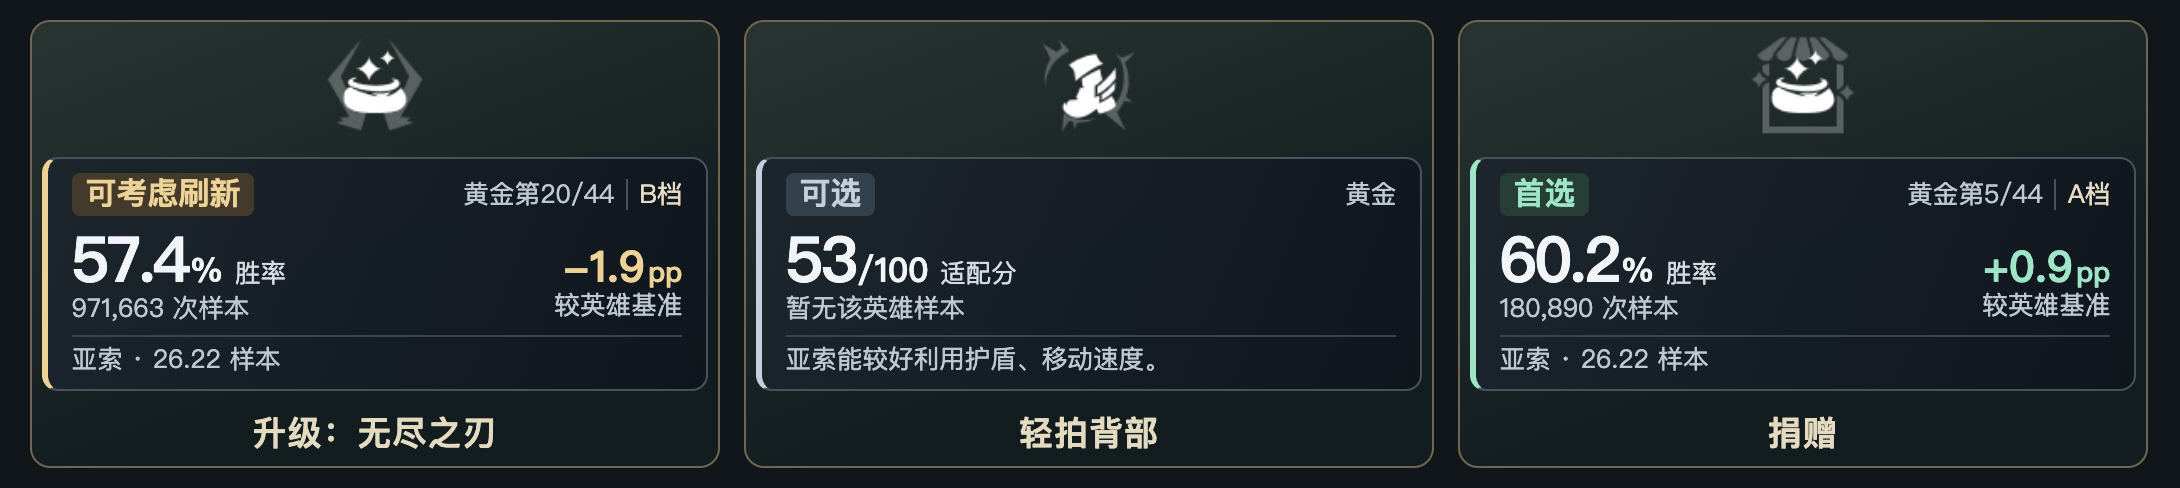 可考虑刷新
黄金第20/44 | B档
57.4% 胜率
−1.9pp
971,663 次样本
较英雄基准
亚索 · 26.22 样本
升级：无尽之刃
可选
黄金
53/100 适配分
暂无该英雄样本
亚索能较好利用护盾、移动速度。
轻拍背部
首选
黄金第5/44 | A档
60.2% 胜率
+0.9pp
180,890 次样本
较英雄基准
亚索 · 26.22 样本
捐赠